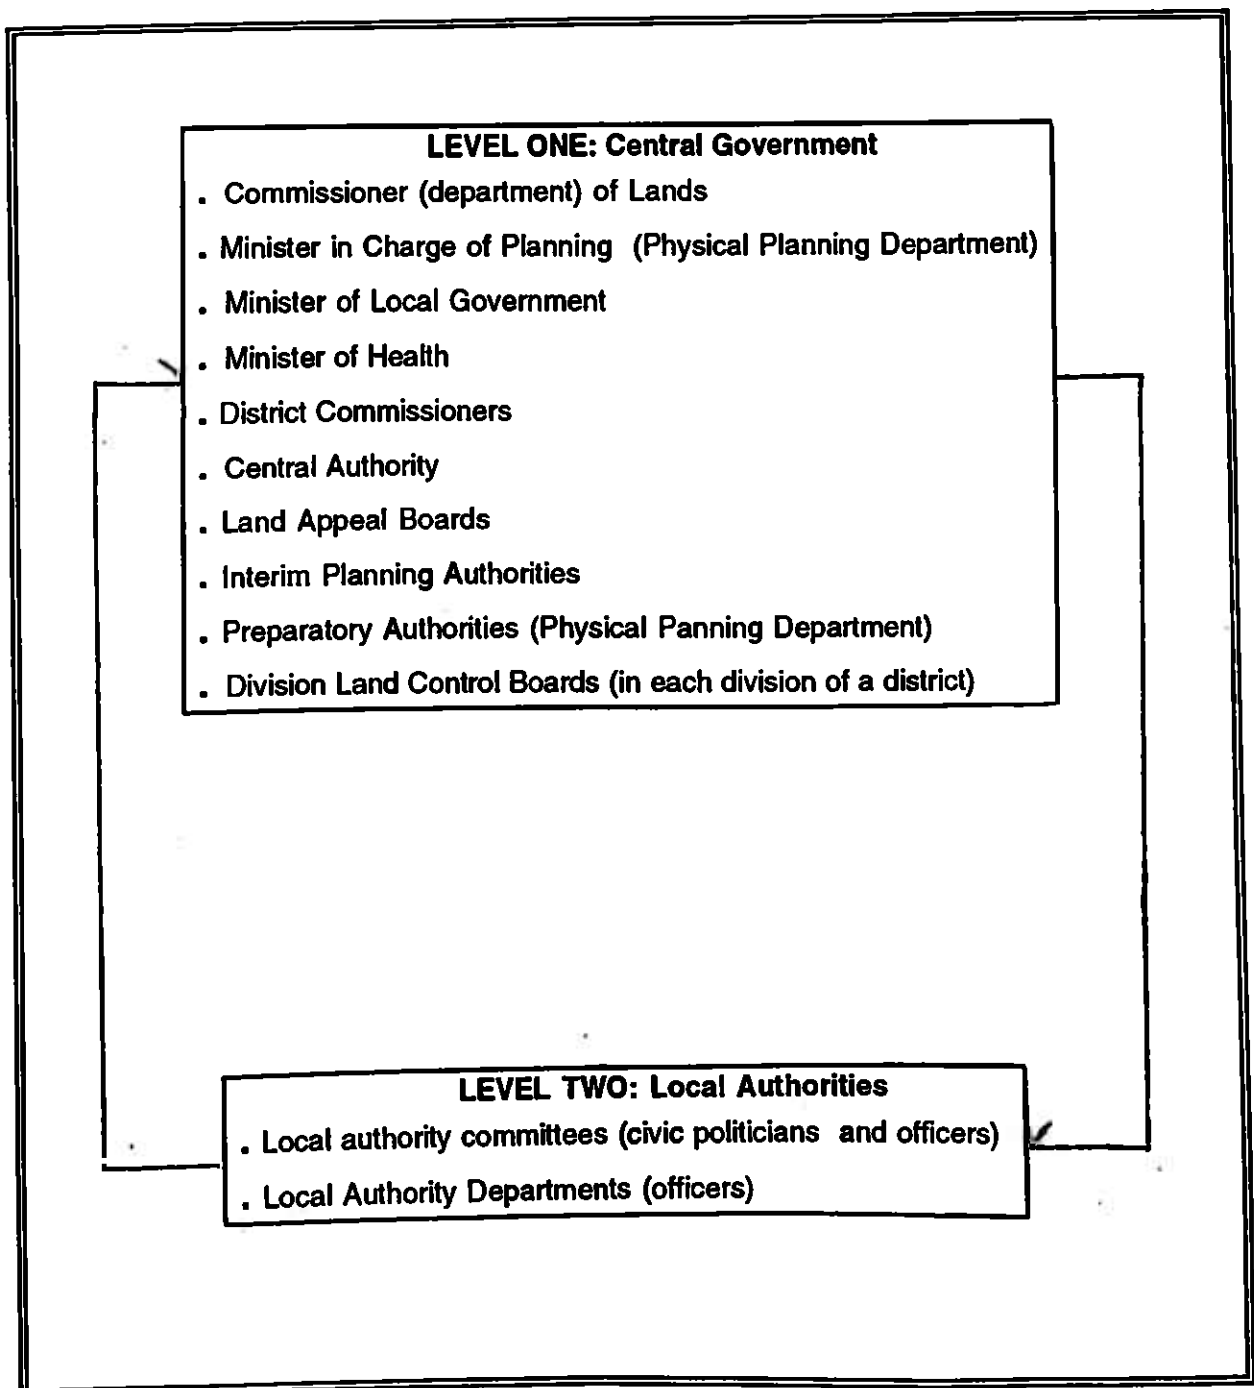 LEVEL ONE: Central Government
. Commissioner (department) of Lands
. Minister in Charge of Planning (Physical Planning Department)
. Minister of Local Government
. Minister of Health
. District Commissioners
. Central Authority
. Land Appeal Boards
. Interim Planning Authorities
. Preparatory Authorities (Physical Panning Department)
. Division Land Control Boards (in each division of a district)
LEVEL TWO: Local Authorities
. Local authority committees (civic politicians and officers)
. Local Authority Departments (officers)